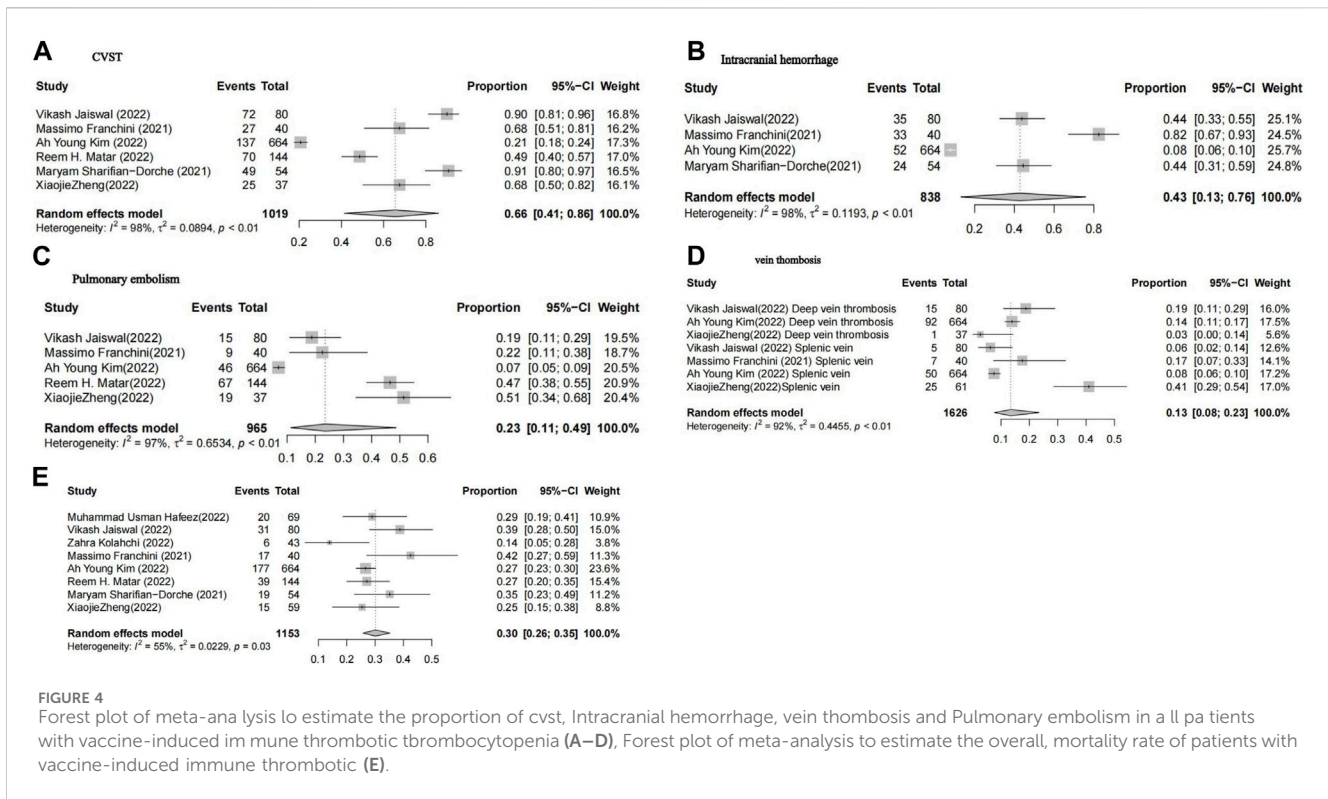 A
CVST
Study Events Total Proportion 95%−CI Weight
Vikash Jaiswal (2022) 72 80 0.90 [0.81; 0.96] 16.8%
Massimo Franchini (2021) 27 40 0.68 [0.51; 0.81] 16.2%
Ah Young Kim (2022) 137 664 0.21 [0.18; 0.24] 17.4%
Reem H. Matar (2022) 70 144 0.49 [0.40; 0.57] 17.0%
Maryam Sharifian−Dorche (2021) 49 54 0.91 [0.80; 0.97] 16.5%
XiaojieZheng(2022) 25 37 0.68 [0.50; 0.82] 16.1%
Random effects model 1019 0.66 [0.41; 0.86] 100.0%
Heterogeneity: I² = 98%, τ² = 0.0894, p < 0.01
0.2 0.4 0.6 0.8
B
Intracranial hemorrhage
Study Events Total Proportion 95%−CI Weight
Vikash Jaiswal(2022) 35 80 0.44 [0.33; 0.55] 25.1%
Massimo Franchini(2021) 33 40 0.82 [0.67; 0.93] 24.5%
Ah Young Kim(2022) 52 664 0.08 [0.06; 0.10] 25.7%
Maryam Sharifian−Dorche(2021) 24 54 0.44 [0.31; 0.59] 24.8%
Random effects model 838 0.43 [0.13; 0.76] 100.0%
Heterogeneity: I² = 98%, τ² = 0.1193, p < 0.01
0.2 0.4 0.6 0.8
C
Pulmonary embolism
Study Events Total Proportion 95%−CI Weight
Vikash Jaiswal(2022) 15 80 0.19 [0.11; 0.29] 19.5%
Massimo Franchini(2021) 9 40 0.22 [0.11; 0.38] 18.7%
Ah Young Kim(2022) 46 664 0.07 [0.05; 0.09] 20.5%
Reem H. Matar(2022) 67 144 0.47 [0.38; 0.55] 20.9%
XiaojieZheng(2022) 19 37 0.51 [0.34; 0.68] 20.4%
Random effects model 965 0.23 [0.11; 0.49] 100.0%
Heterogeneity: I² = 97%, τ² = 0.6534, p < 0.01
0.1 0.2 0.3 0.4 0.5 0.6
D
vein thombosis
Study Events Total Proportion 95%−CI Weight
Vikash Jaiswal(2022) Deep vein thrombosis 15 80 0.19 [0.11; 0.29] 16.0%
Ah Young Kim(2022) Deep vein thrombosis 92 664 0.14 [0.11; 0.17] 17.5%
XiaojieZheng(2022) Deep vein thrombosis 1 37 0.03 [0.00; 0.14] 5.6%
Vikash Jaiswal (2022) Splenic vein 5 80 0.06 [0.02; 0.14] 12.6%
Massimo Franchini (2021) Splenic vein 7 40 0.17 [0.07; 0.33] 14.1%
Ah Young Kim (2022) Splenic vein 50 664 0.08 [0.06; 0.10] 17.2%
XiaojieZheng(2022)Splenic vein 25 61 0.41 [0.29; 0.54] 17.0%
Random effects model 1626 0.13 [0.08; 0.23] 100.0%
Heterogeneity: I² = 92%, τ² = 0.4455, p < 0.01
0.1 0.2 0.3 0.4 0.5
E
Study Events Total Proportion 95%−CI Weight
Muhammad Usman Hafeez(2022) 20 69 0.29 [0.19; 0.41] 10.9%
Vikash Jaiswal (2022) 31 80 0.39 [0.28; 0.50] 15.0%
Zahra Kolahchi (2022) 6 43 0.14 [0.05; 0.28] 3.8%
Massimo Franchini (2021) 17 40 0.42 [0.27; 0.59] 11.3%
Ah Young Kim (2022) 177 664 0.27 [0.23; 0.30] 23.6%
Reem H. Matar (2022) 39 144 0.27 [0.20; 0.35] 15.4%
Maryam Sharifian−Dorche (2021) 19 54 0.35 [0.23; 0.49] 11.2%
XiaojieZheng(2022) 15 59 0.25 [0.15; 0.38] 8.8%
Random effects model 1153 0.30 [0.26; 0.35] 100.0%
Heterogeneity: I² = 55%, τ² = 0.0229, p = 0.03
0.1 0.2 0.3 0.4 0.5
FIGURE 4
Forest plot of meta-ana lysis lo estimate the proportion of cvst, Intracranial hemorrhage, vein thombosis and Pulmonary embolism in a ll pa tients
with vaccine-induced im mune thrombotic tbrombocytopenia (A–D), Forest plot of meta-analysis to estimate the overall, mortality rate of patients with
vaccine-induced immune thrombotic (E).